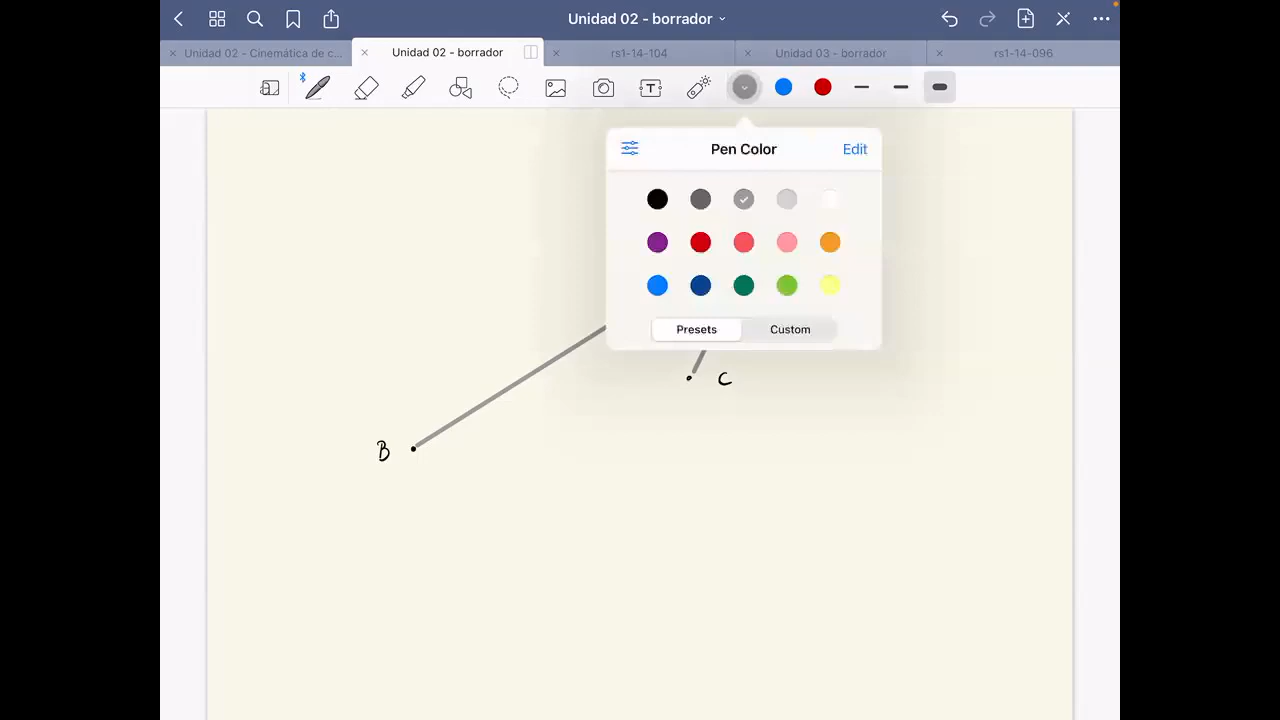 Unidad 02 - borrador
Unidad 02 - Cinemática de c...
Unidad 02 - borrador
rs1-14-104
Unidad 03 - borrador
rs1-14-096
T
Pen Color
Edit
Presets
Custom
C
B